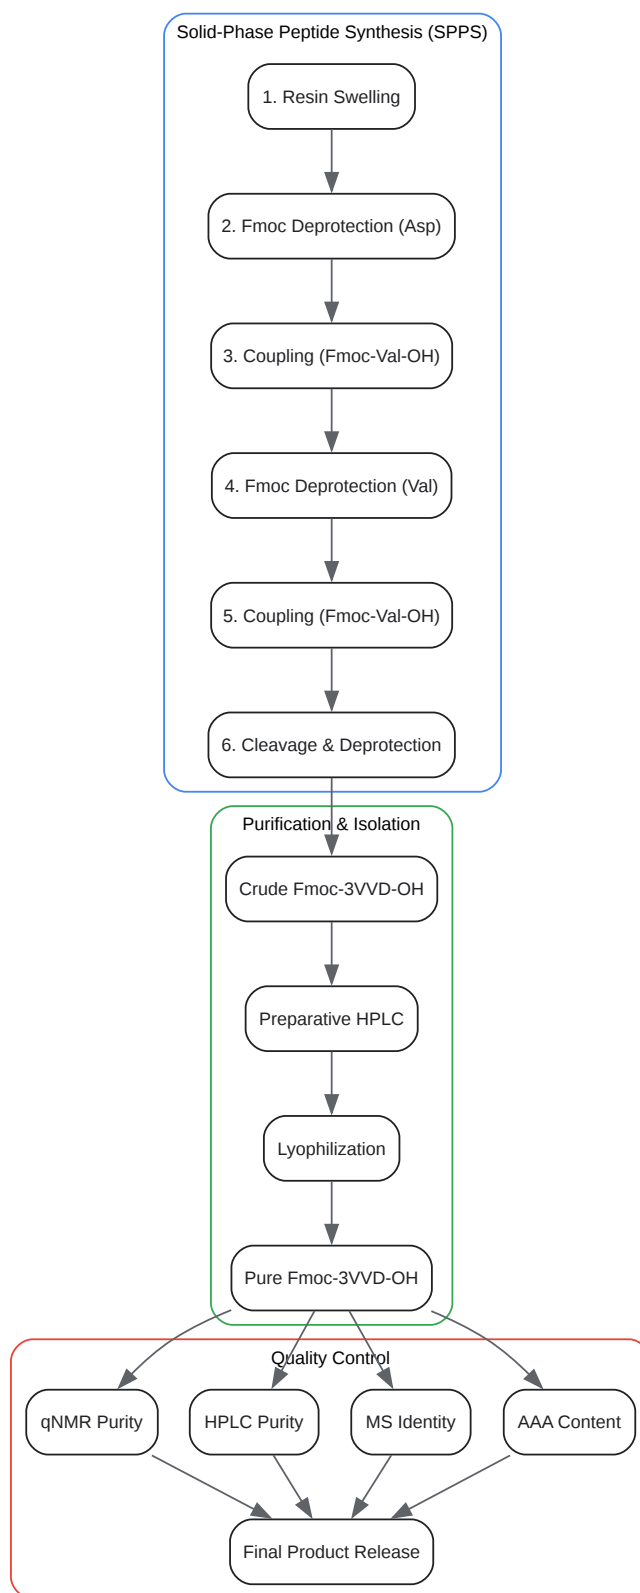 Solid-Phase Peptide Synthesis (SPPS)
1. Resin Swelling
2. Fmoc Deprotection (Asp)
3. Coupling (Fmoc-Val-OH)
4. Fmoc Deprotection (Val)
5. Coupling (Fmoc-Val-OH)
6. Cleavage & Deprotection
Purification & Isolation
Crude Fmoc-3VVD-OH
Preparative HPLC
Lyophilization
Pure Fmoc-3VVD-OH
Quality Control
qNMR Purity
HPLC Purity
MS Identity
AAA Content
Final Product Release